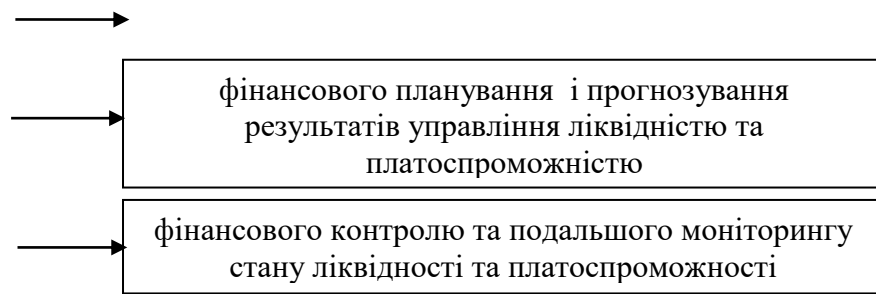 фінансового планування і прогнозування
результатів управління ліквідністю та
платоспроможністю
фінансового контролю та подальшого моніторингу
стану ліквідності та платоспроможності